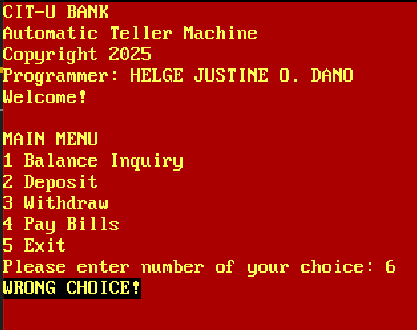 CIT-U BANK
Automatic Teller Machine
Copyright 2025
Programmer: HELGE JUSTINE O. DANO
Welcome!
MAIN MENU
1 Balance Inquiry
2 Deposit
3 Withdraw
4 Pay Bills
5 Exit
Please enter number of your choice: 6
WRONG CHOICE!